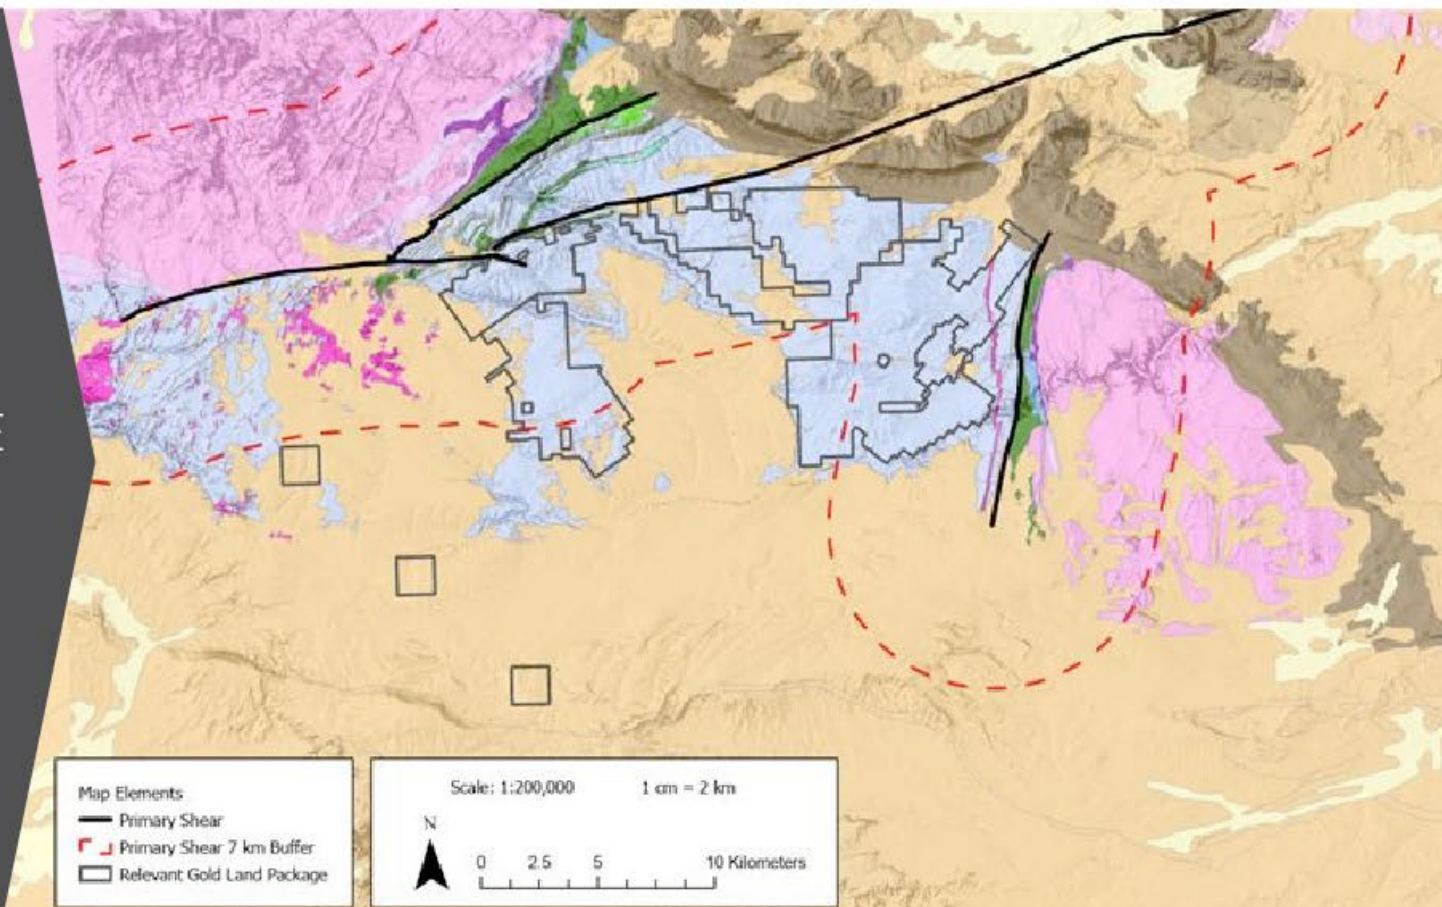 Map Elements
Primary Shear
Primary Shear 7 km Buffer
Relevant Gold Land Package
Scale: 1:200,000 1 cm = 2 km
N
0 2.5 5 10 Kilometers